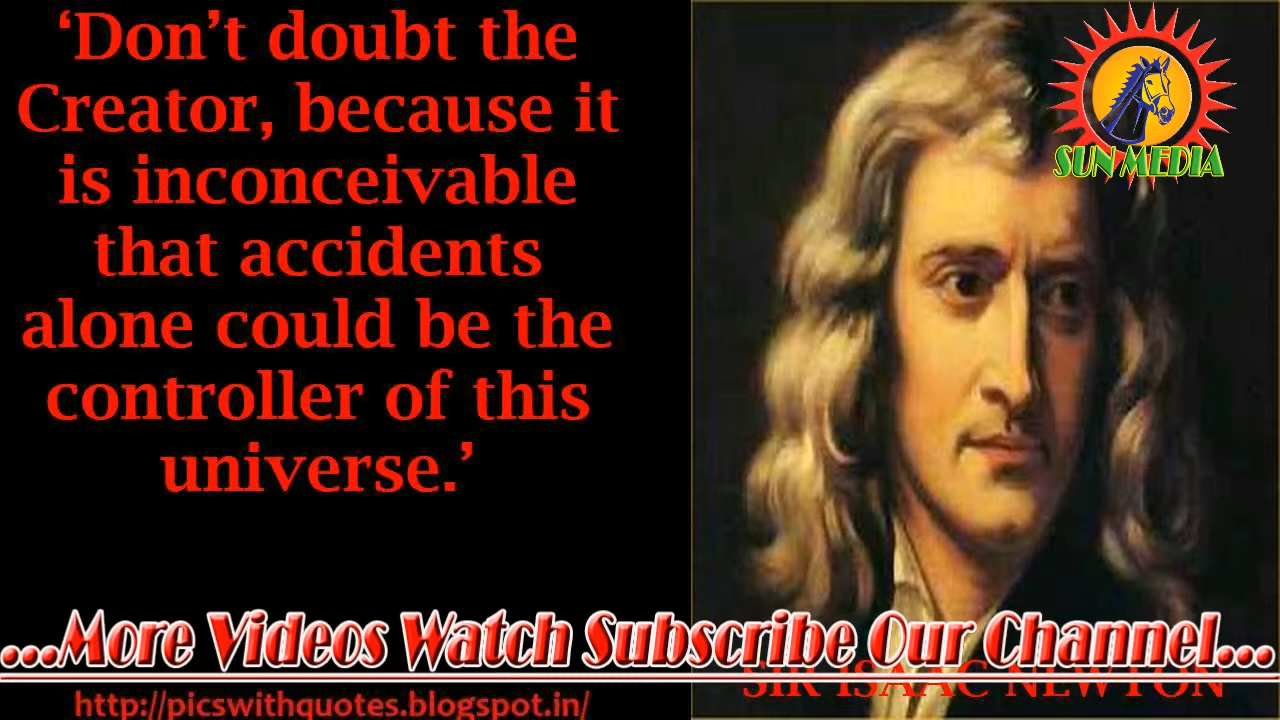 ‘Don’t doubt the
Creator, because it
is inconceivable
that accidents
alone could be the
controller of this
universe.’
SUN MEDIA
...More Videos Watch Subscribe Our Channel...
SIR ISAAC NEWTON
http://picswithquotes.blogspot.in/